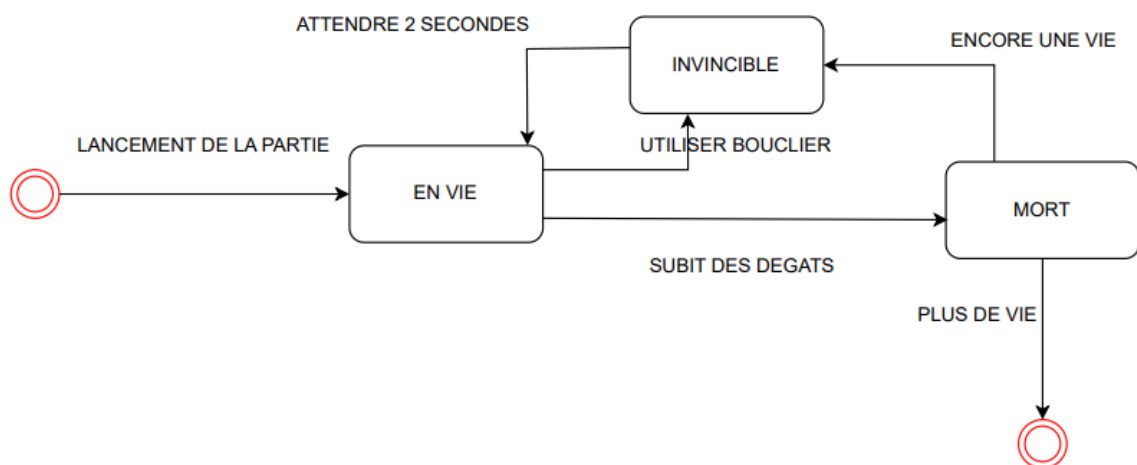 ATTENDRE 2 SECONDES
INVINCIBLE
ENCORE UNE VIE
LANCEMENT DE LA PARTIE
UTILISER BOUCLIER
EN VIE
MORT
SUBIT DES DEGATS
PLUS DE VIE